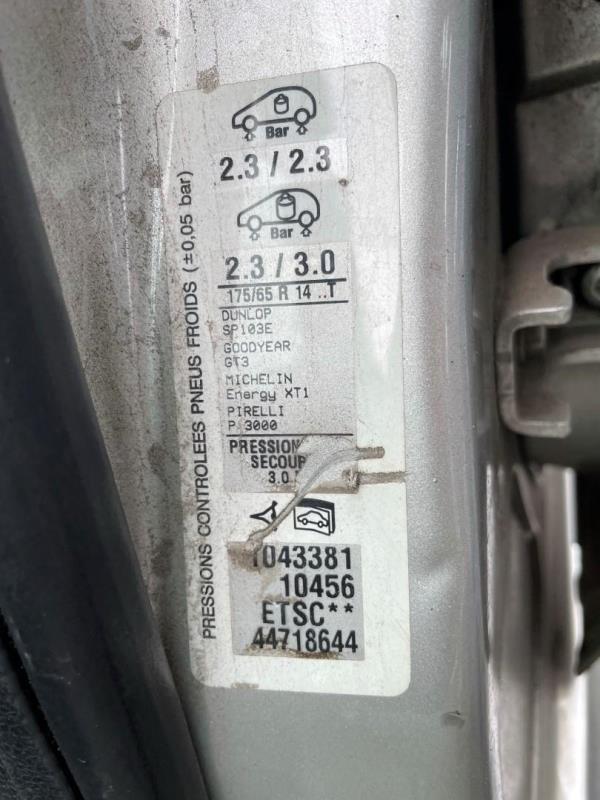 PRESSIONS CONTROLEES PNEUS FROIDS (±0,05 bar)
Bar
2.3 / 2.3
Bar
2.3 / 3.0
175/65 R 14 ..T
DUNLOP
SP103E
GOODYEAR
GT3
MICHELIN
Energy XT1
PIRELLI
P 3000
PRESSION
SECOUR
3.0
1043381
10456
ETSC**
44718644